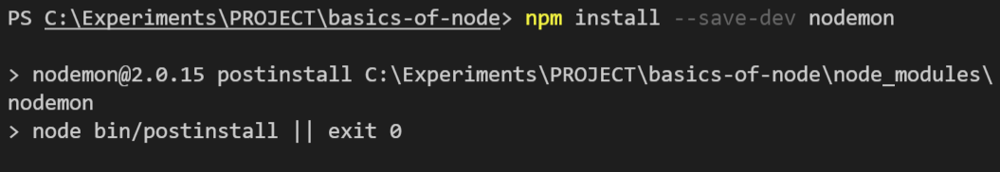 PS C:\Experiments\PROJECT\basics-of-node> npm install --save-dev nodemon
> nodemon@2.0.15 postinstall C:\Experiments\PROJECT\basics-of-node\node_modules\
nodemon
> node bin/postinstall || exit 0